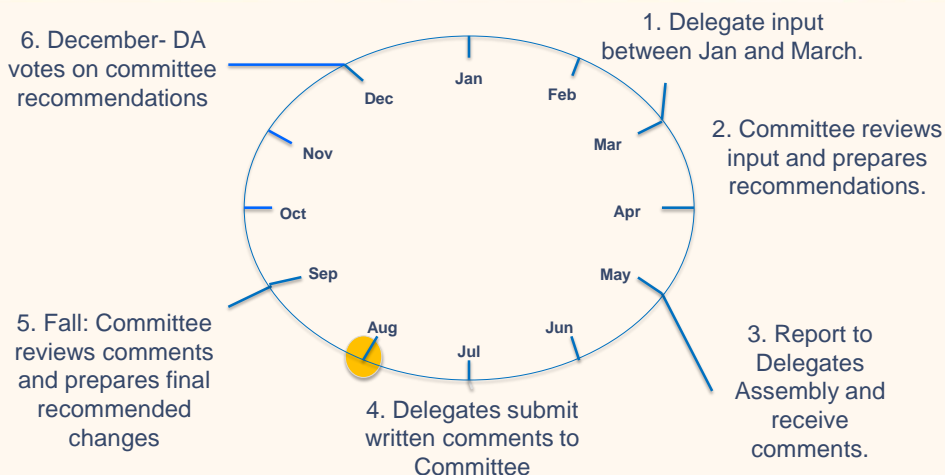 1. Delegate input
between Jan and March.
2. Committee reviews
input and prepares
recommendations.
3. Report to
Delegates
Assembly and
receive
comments.
4. Delegates submit
written comments to
Committee
5. Fall: Committee
reviews comments
and prepares final
recommended
changes
6. December- DA
votes on committee
recommendations
Jan
Feb
Mar
Apr
May
Jun
Jul
Aug
Sep
Oct
Nov
Dec